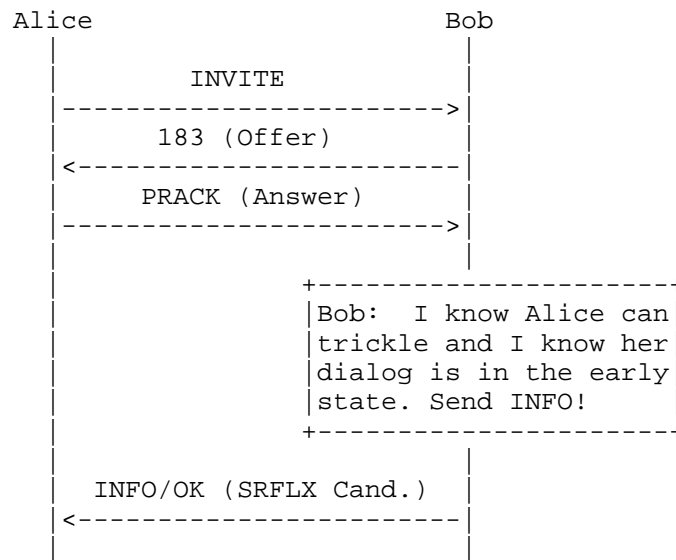 Alice Bob
INVITE
183 (Offer)
PRACK (Answer)
Bob: I know Alice can
trickle and I know her
dialog is in the early
state. Send INFO!
INFO/OK (SRFLX Cand.)